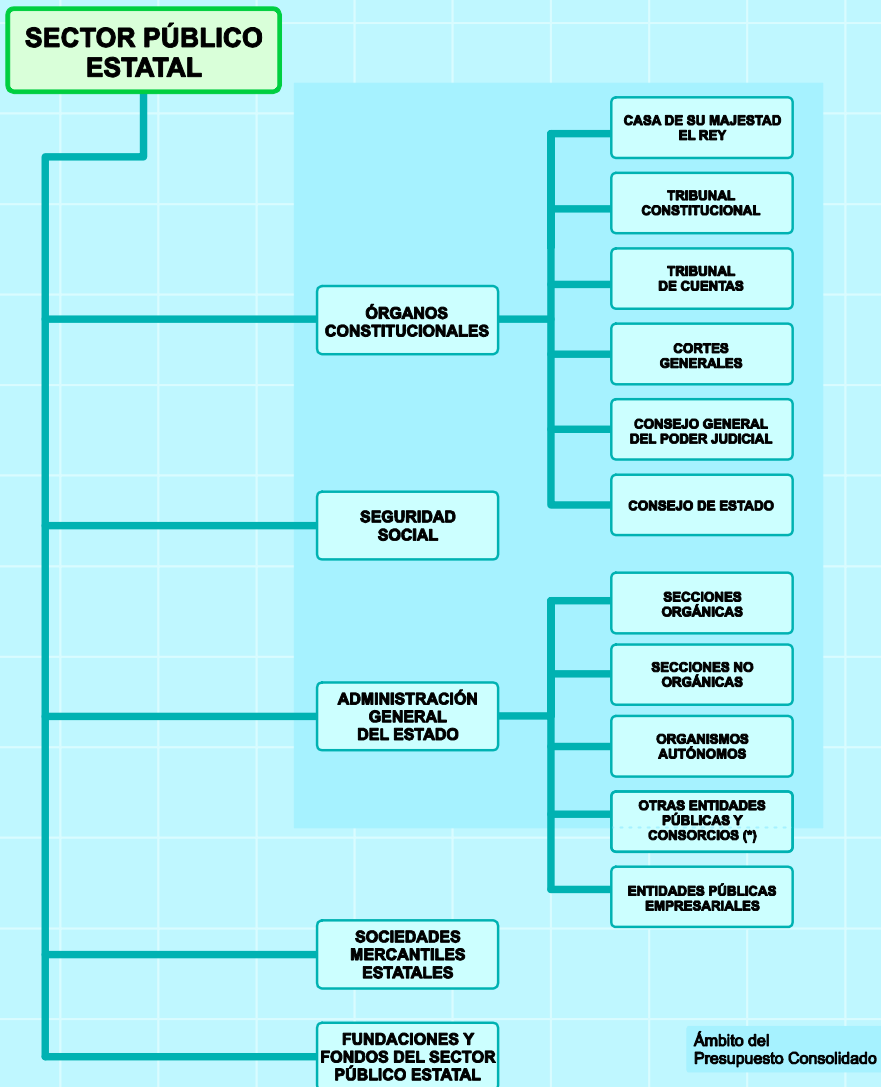 SECTOR PÚBLICO
ESTATAL
ÓRGANOS
CONSTITUCIONALES
CASA DE SU MAJESTAD
EL REY
TRIBUNAL
CONSTITUCIONAL
TRIBUNAL
DE CUENTAS
CORTES
GENERALES
CONSEJO GENERAL
DEL PODER JUDICIAL
CONSEJO DE ESTADO
SEGURIDAD
SOCIAL
ADMINISTRACIÓN
GENERAL
DEL ESTADO
SECCIONES
ORGÁNICAS
SECCIONES NO
ORGÁNICAS
ORGANISMOS
AUTÓNOMOS
OTRAS ENTIDADES
PÚBLICAS Y
CONSORCIOS (*)
ENTIDADES PÚBLICAS
EMPRESARIALES
SOCIEDADES
MERCANTILES
ESTATALES
FUNDACIONES Y
FONDOS DEL SECTOR
PÚBLICO ESTATAL
Ámbito del
Presupuesto Consolidado